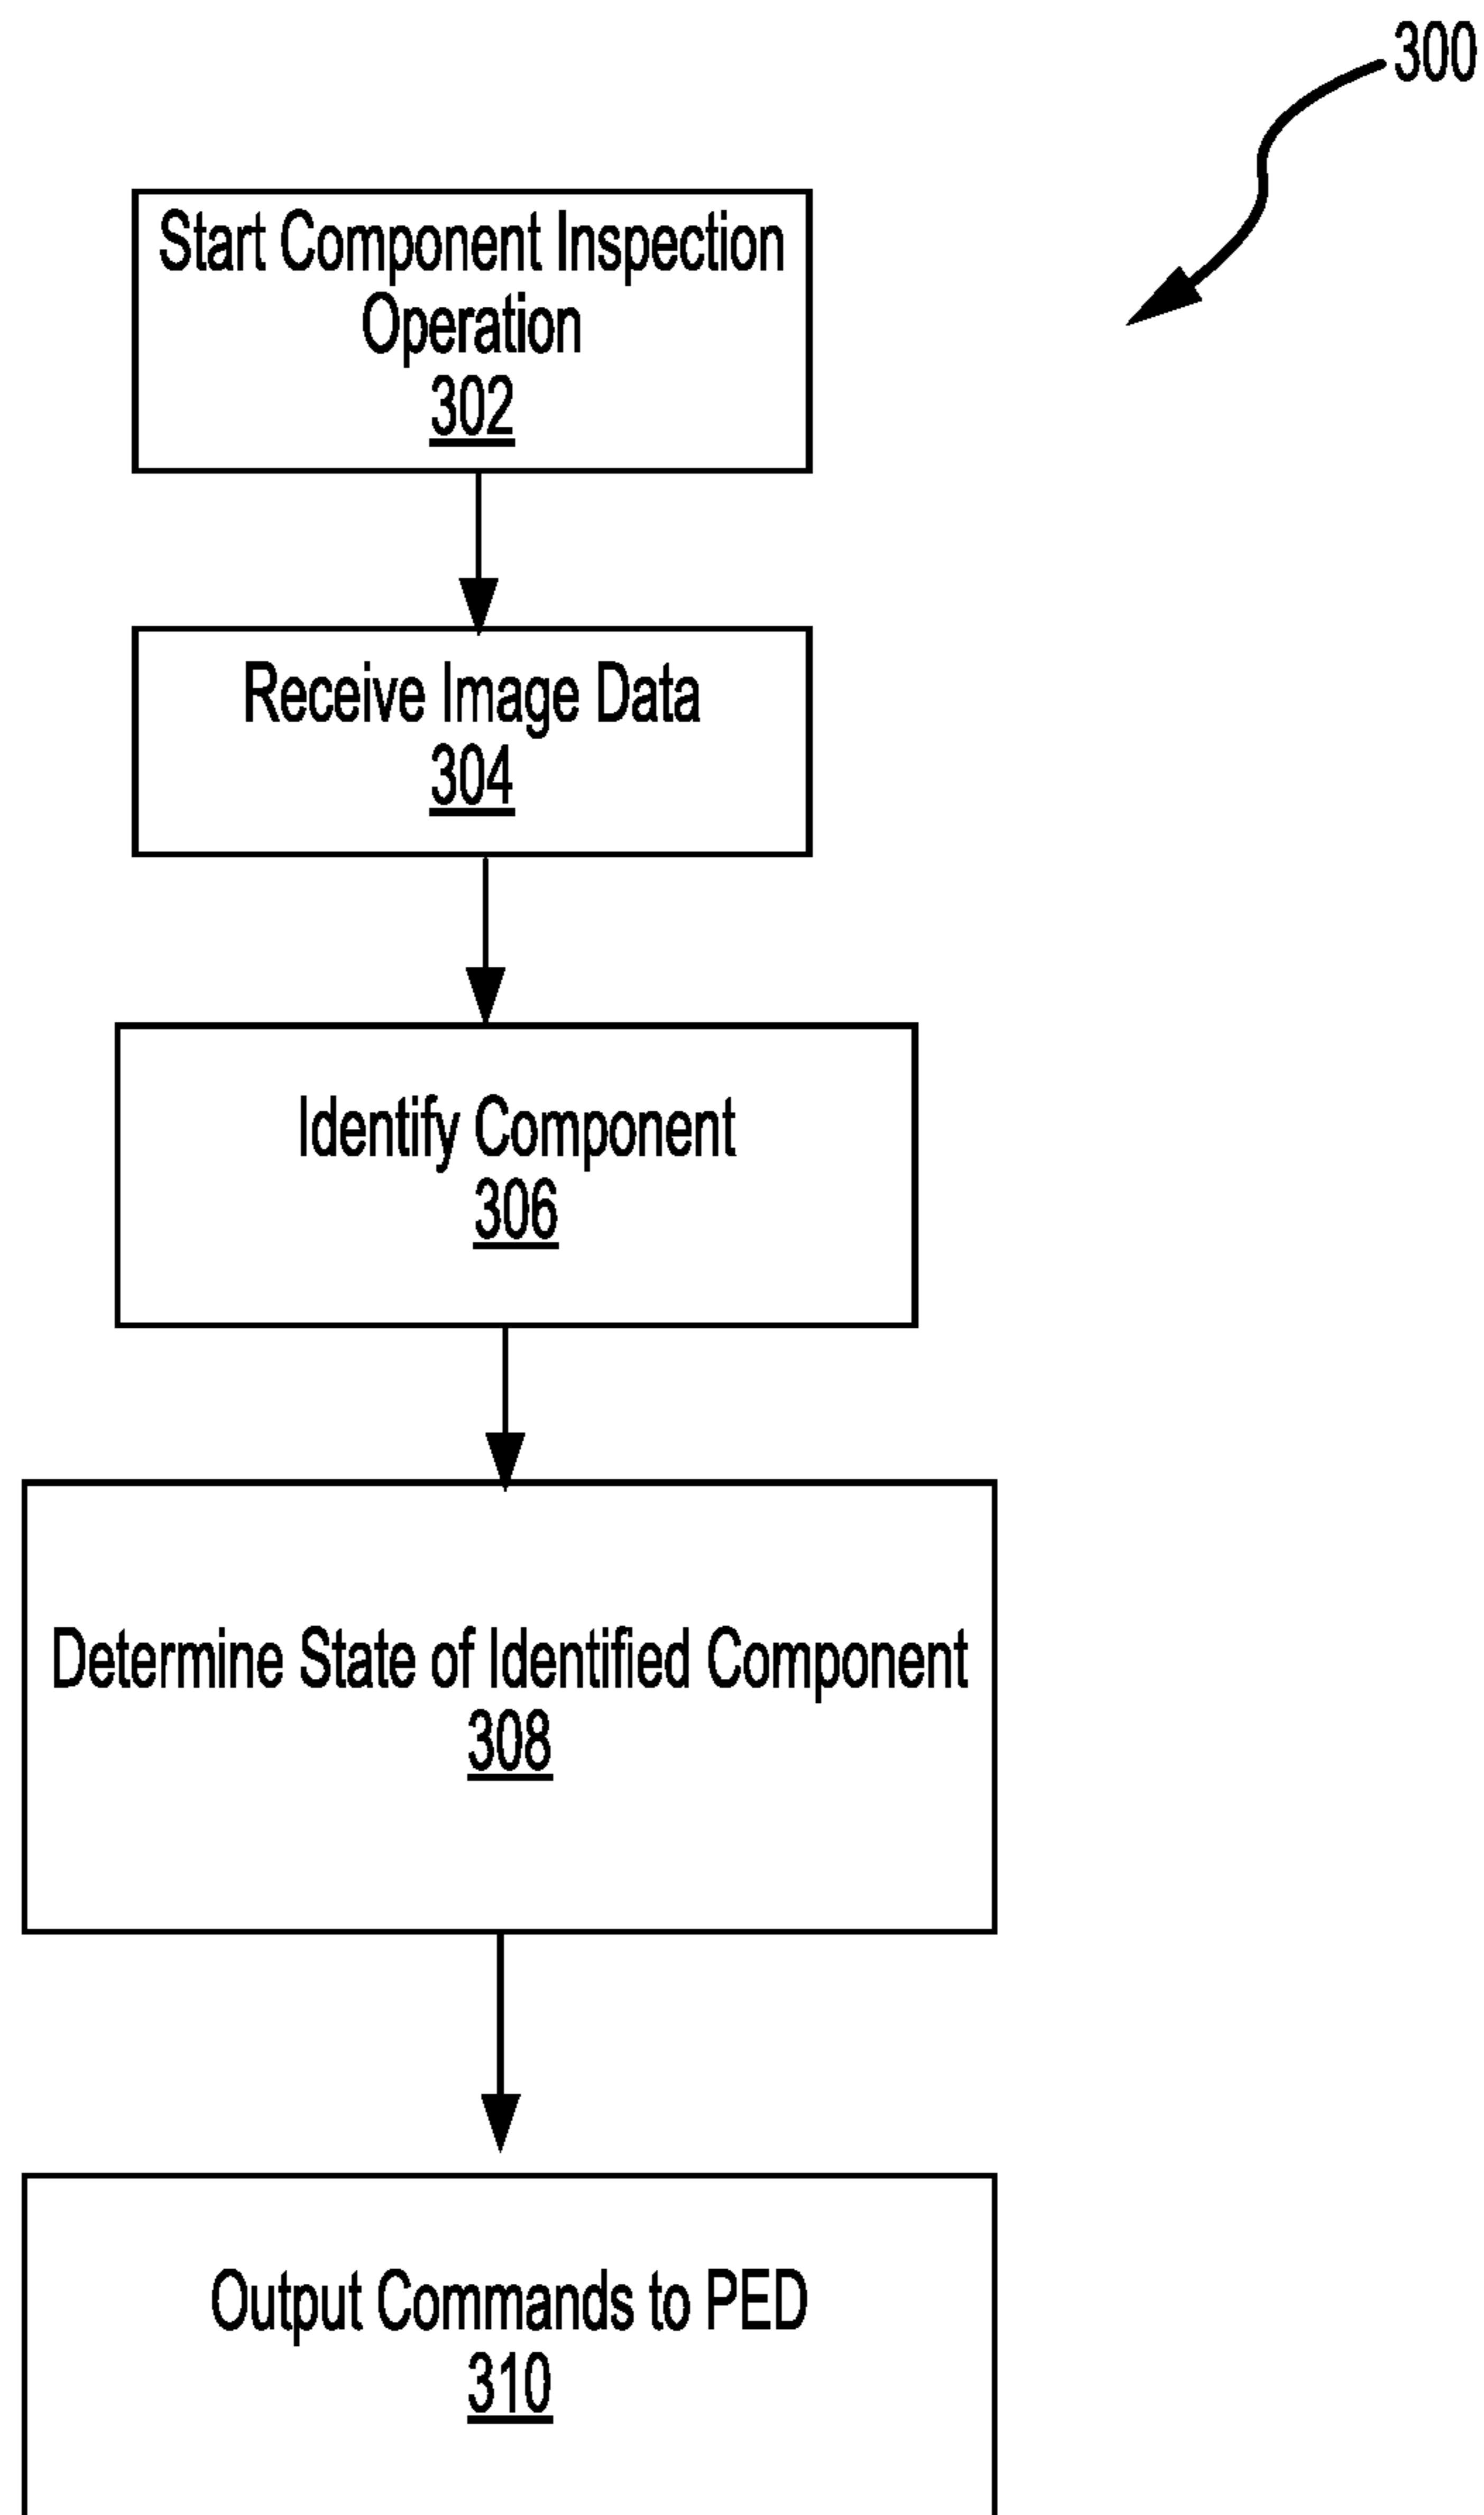 300
Start Component Inspection
Operation
302
Receive Image Data
304
Identify Component
306
Determine State of Identified Component
308
Output Commands to PED
310